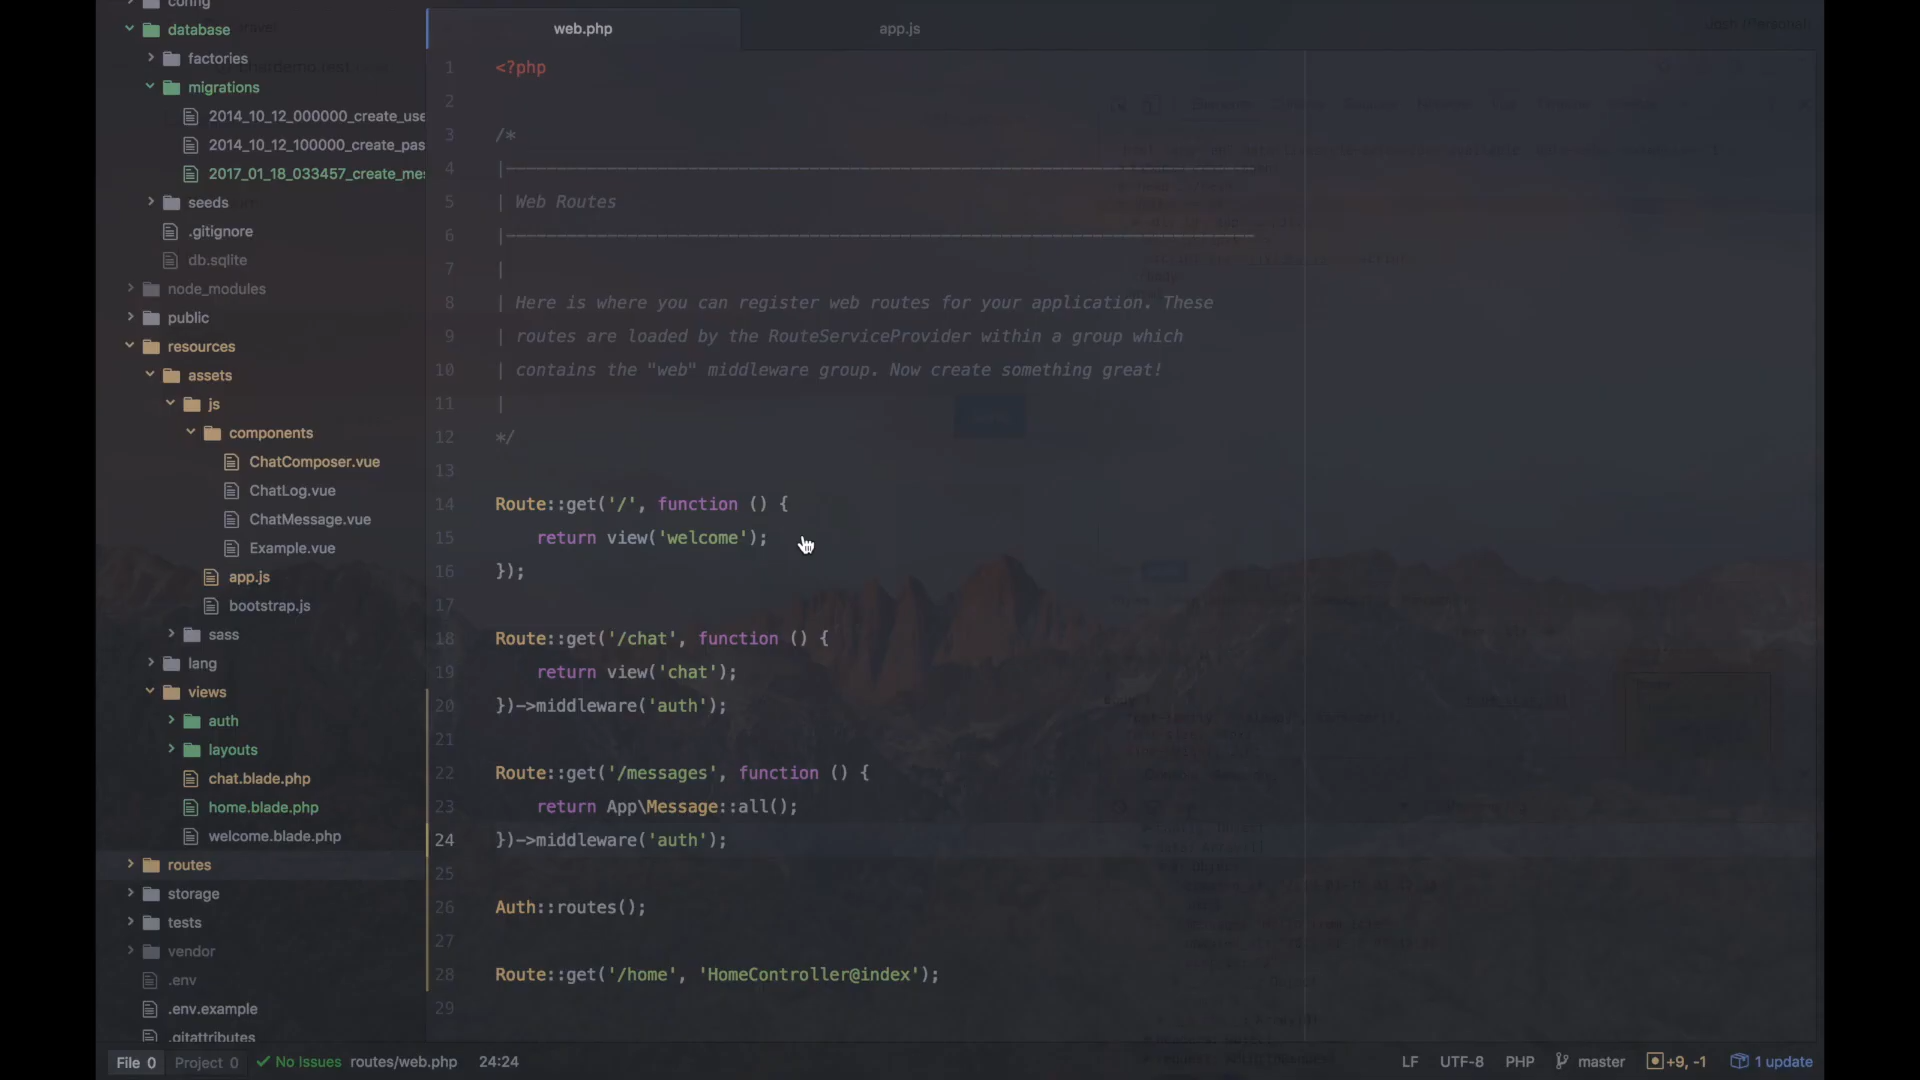 config
database
factories
migrations
2014_10_12_000000_create_use
2014_10_12_100000_create_pas
2017_01_18_033457_create_mes
seeds
.gitignore
db.sqlite
node_modules
public
resources
assets
js
components
ChatComposer.vue
ChatLog.vue
ChatMessage.vue
Example.vue
app.js
bootstrap.js
sass
lang
views
auth
layouts
chat.blade.php
home.blade.php
welcome.blade.php
routes
storage
tests
vendor
.env
.env.example
.gitattributes
web.php
app.js
1 <?php
2
3 /*
4 |--------------------------------------------------------------------------
5 | Web Routes
6 |--------------------------------------------------------------------------
7 |
8 | Here is where you can register web routes for your application. These
9 | routes are loaded by the RouteServiceProvider within a group which
10 | contains the "web" middleware group. Now create something great!
11 |
12 */
13
14 Route::get('/', function () {
15 return view('welcome');
16 });
17
18 Route::get('/chat', function () {
19 return view('chat');
20 })->middleware('auth');
21
22 Route::get('/messages', function () {
23 return App\Message::all();
24 })->middleware('auth');
25
26 Auth::routes();
27
28 Route::get('/home', 'HomeController@index');
29
File 0 Project 0 No Issues routes/web.php 24:24 LF UTF-8 PHP master +9, -1 1 update